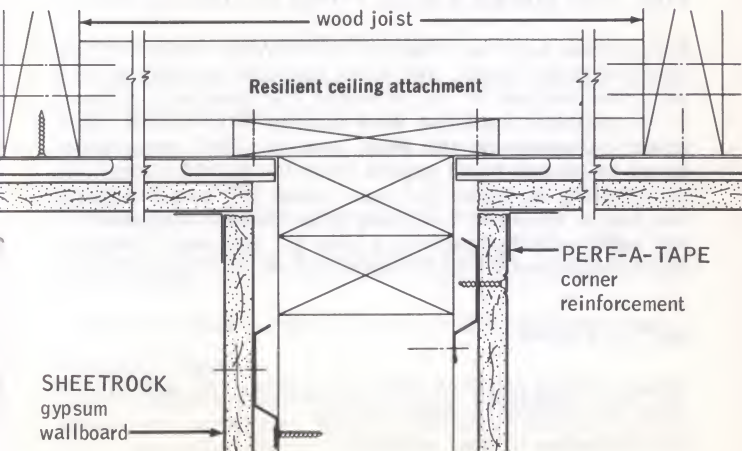 wood joist
Resilient ceiling attachment
PERF-A-TAPE
corner
reinforcement
SHEETROCK
gypsum
wallboard